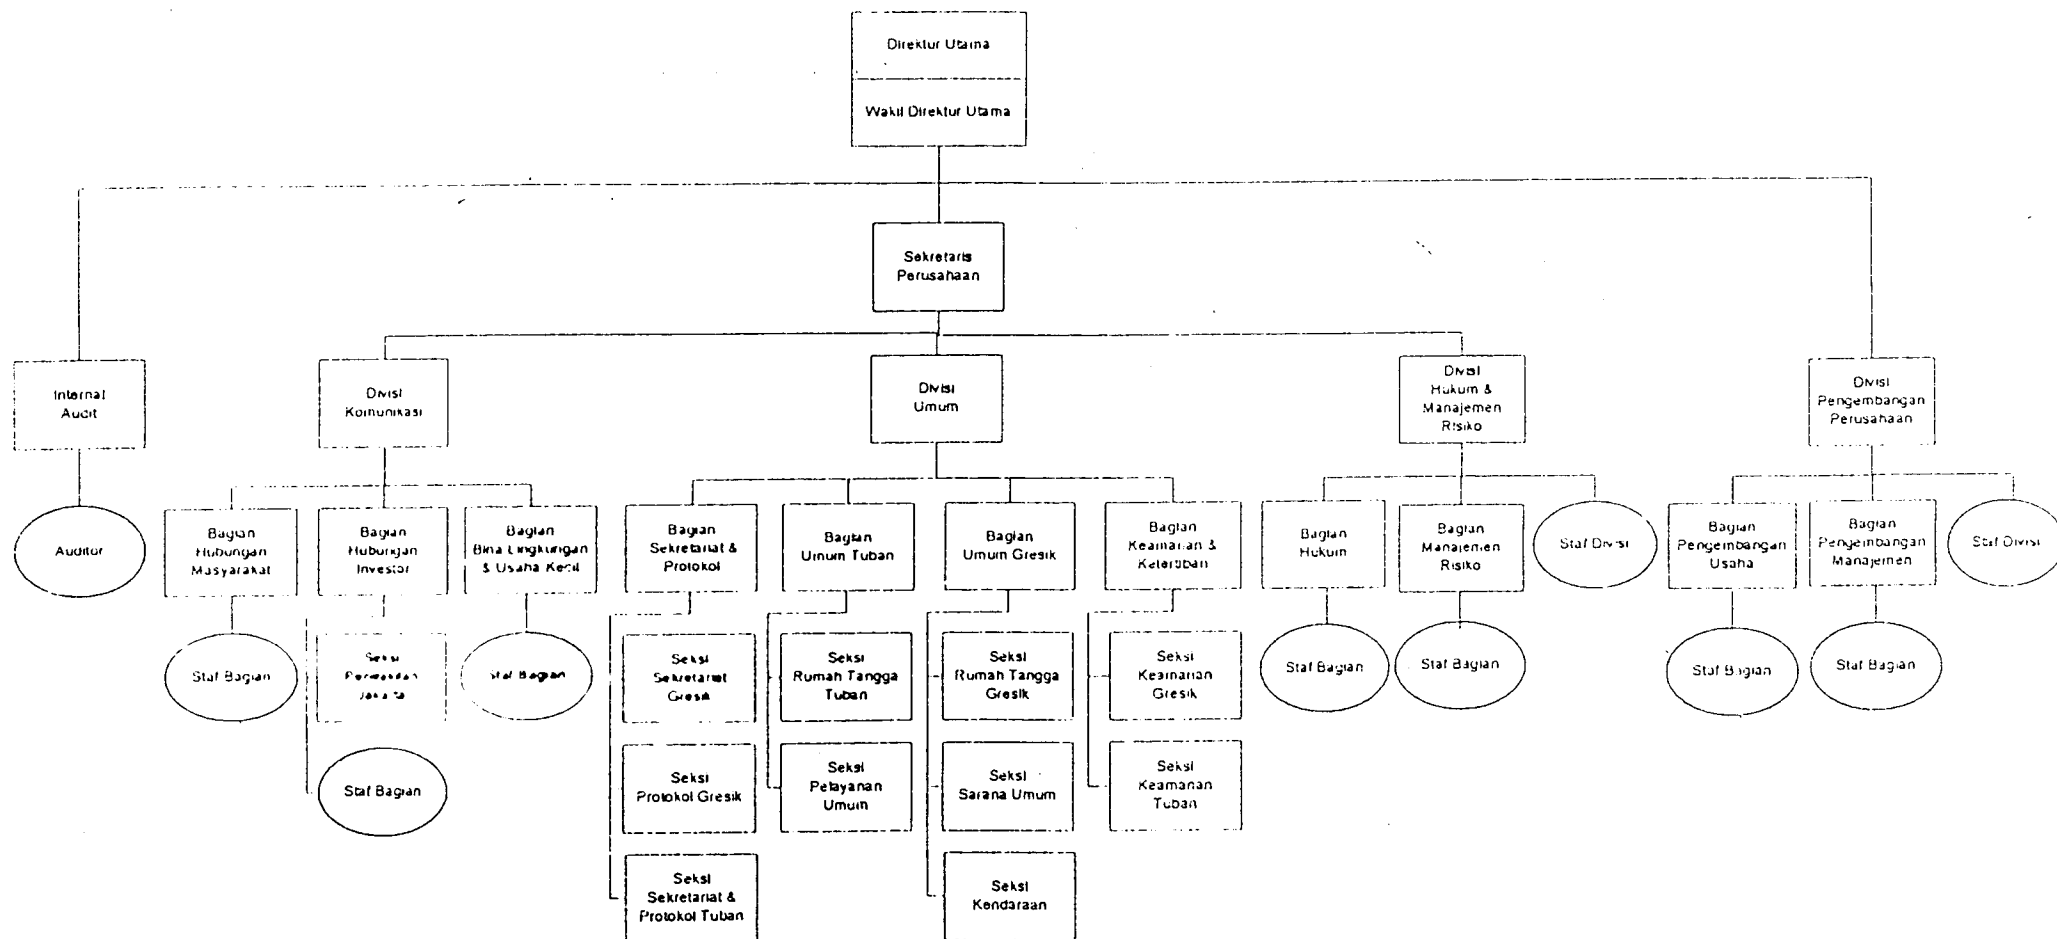 Direktur Utama
Wakil Direktur Utama
Sekretaris
Perusahaan
Internal
Audit
Divisi
Komunikasi
Divisi
Umum
Divisi
Hukum &
Manajemen
Risiko
Divisi
Pengembangan
Perusahaan
Auditor
Bagian
Hubungan
Masyarakat
Bagian
Hubungan
Investor
Bagian
Bina Lingkungan
& Usaha Kecil
Bagian
Sekretariat &
Protokol
Bagian
Umum Tuban
Bagian
Umum Gresik
Bagian
Keamanan &
Ketertiban
Bagian
Hukum
Bagian
Manajemen
Risiko
Staf Divisi
Bagian
Pengembangan
Usaha
Bagian
Pengembangan
Manajemen
Staf Divisi
Staf Bagian
Seksi
Perwakilan
Jakarta
Staf Bagian
Seksi
Sekretariat
Gresik
Seksi
Rumah Tangga
Tuban
Seksi
Rumah Tangga
Gresik
Seksi
Keamanan
Gresik
Staf Bagian
Staf Bagian
Staf Bagian
Staf Bagian
Staf Bagian
Seksi
Protokol Gresik
Seksi
Pelayanan
Umum
Seksi
Sarana Umum
Seksi
Keamanan
Tuban
Seksi
Sekretariat &
Protokol Tuban
Seksi
Kendaraan